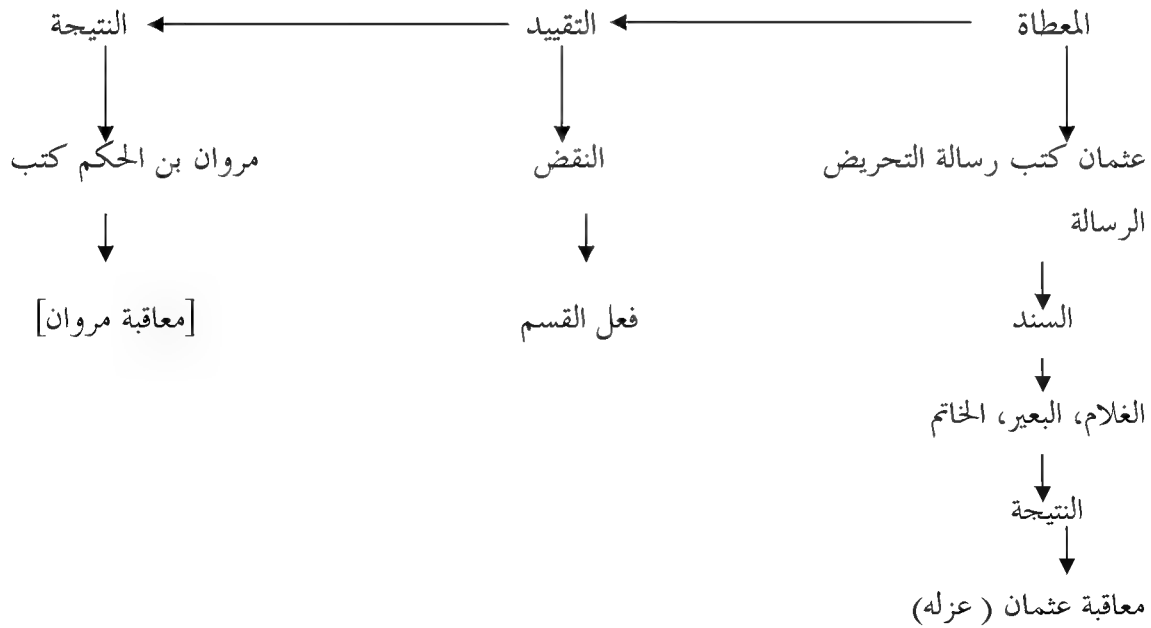 المعطاة التقييد النتيجة
عثمان كتب رسالة التحريض النقض مروان بن الحكم كتب
الرسالة
السند فعل القسم [معاقبة مروان]
الغلام، البعير، الخاتم
النتيجة
معاقبة عثمان ( عزله)